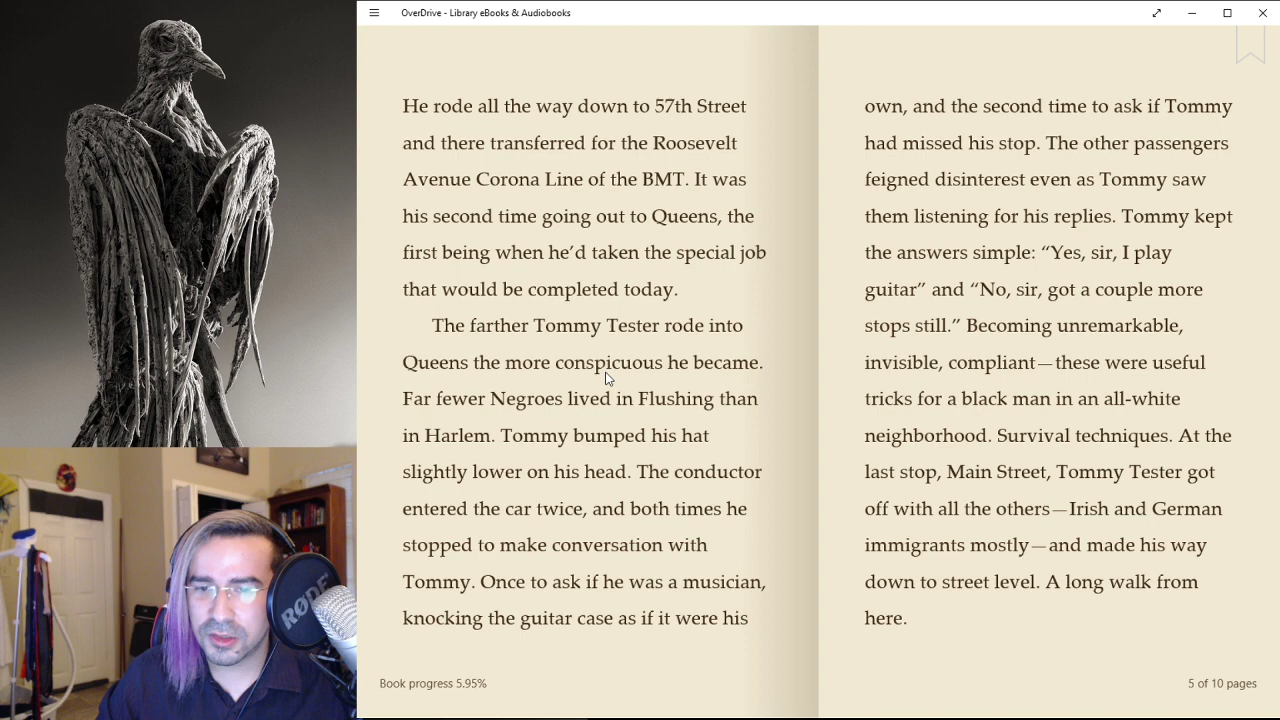 OverDrive - Library eBooks & Audiobooks
He rode all the way down to 57th Street
and there transferred for the Roosevelt
Avenue Corona Line of the BMT. It was
his second time going out to Queens, the
first being when he’d taken the special job
that would be completed today.
The farther Tommy Tester rode into
Queens the more conspicuous he became.
Far fewer Negroes lived in Flushing than
in Harlem. Tommy bumped his hat
slightly lower on his head. The conductor
entered the car twice, and both times he
stopped to make conversation with
Tommy. Once to ask if he was a musician,
knocking the guitar case as if it were his
own, and the second time to ask if Tommy
had missed his stop. The other passengers
feigned disinterest even as Tommy saw
them listening for his replies. Tommy kept
the answers simple: “Yes, sir, I play
guitar” and “No, sir, got a couple more
stops still.” Becoming unremarkable,
invisible, compliant—these were useful
tricks for a black man in an all-white
neighborhood. Survival techniques. At the
last stop, Main Street, Tommy Tester got
off with all the others—Irish and German
immigrants mostly—and made his way
down to street level. A long walk from
here.
Book progress 5.95%
5 of 10 pages
RØDE